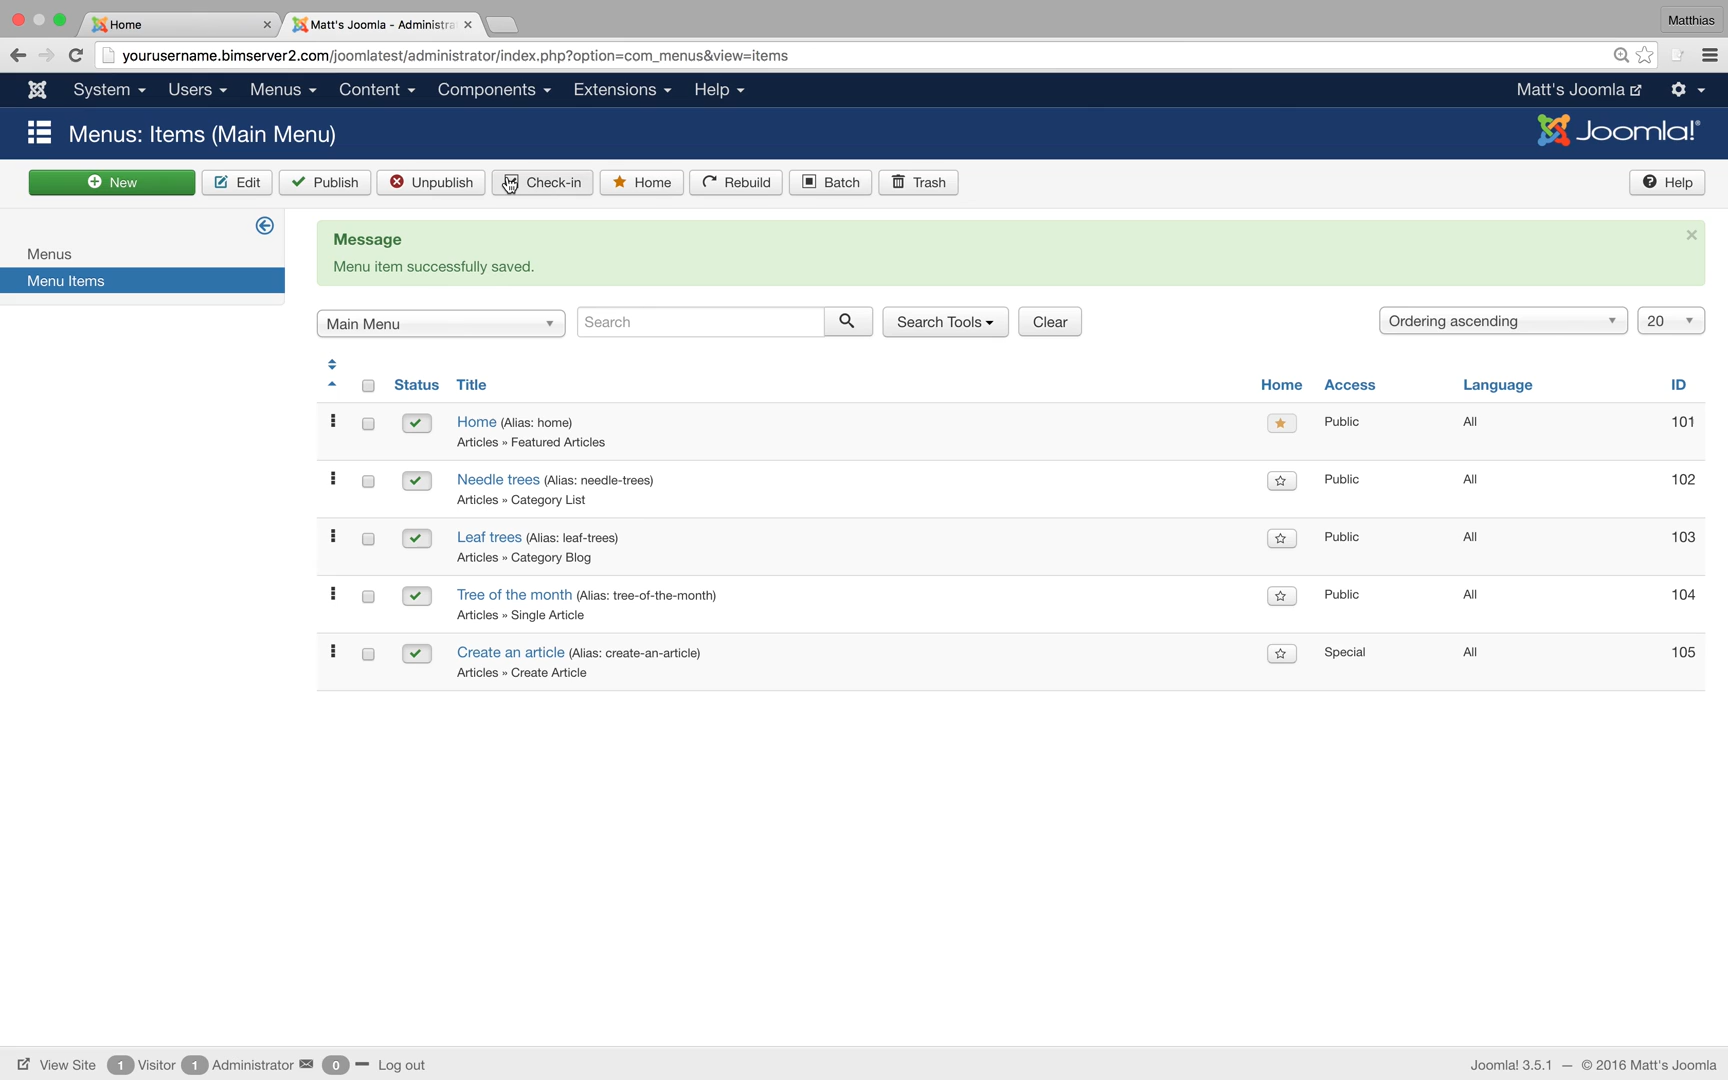 Home
Matt's Joomla - Administra
Matthias
yourusername.bimserver2.com/joomlatest/administrator/index.php?option=com_menus&view=items
System Users Menus Content Components Extensions Help Matt's Joomla
Menus: Items (Main Menu)
Joomla!®
New Edit Publish Unpublish Check-in Home Rebuild Batch Trash Help
Menus
Menu Items
Message
Menu item successfully saved.
Main Menu Search Search Tools Clear Ordering ascending 20
Status Title Home Access Language ID
Home (Alias: home) Public All 101
Articles » Featured Articles
Needle trees (Alias: needle-trees) Public All 102
Articles » Category List
Leaf trees (Alias: leaf-trees) Public All 103
Articles » Category Blog
Tree of the month (Alias: tree-of-the-month) Public All 104
Articles » Single Article
Create an article (Alias: create-an-article) Special All 105
Articles » Create Article
View Site 1 Visitor 1 Administrator 0 Log out Joomla! 3.5.1 — © 2016 Matt's Joomla